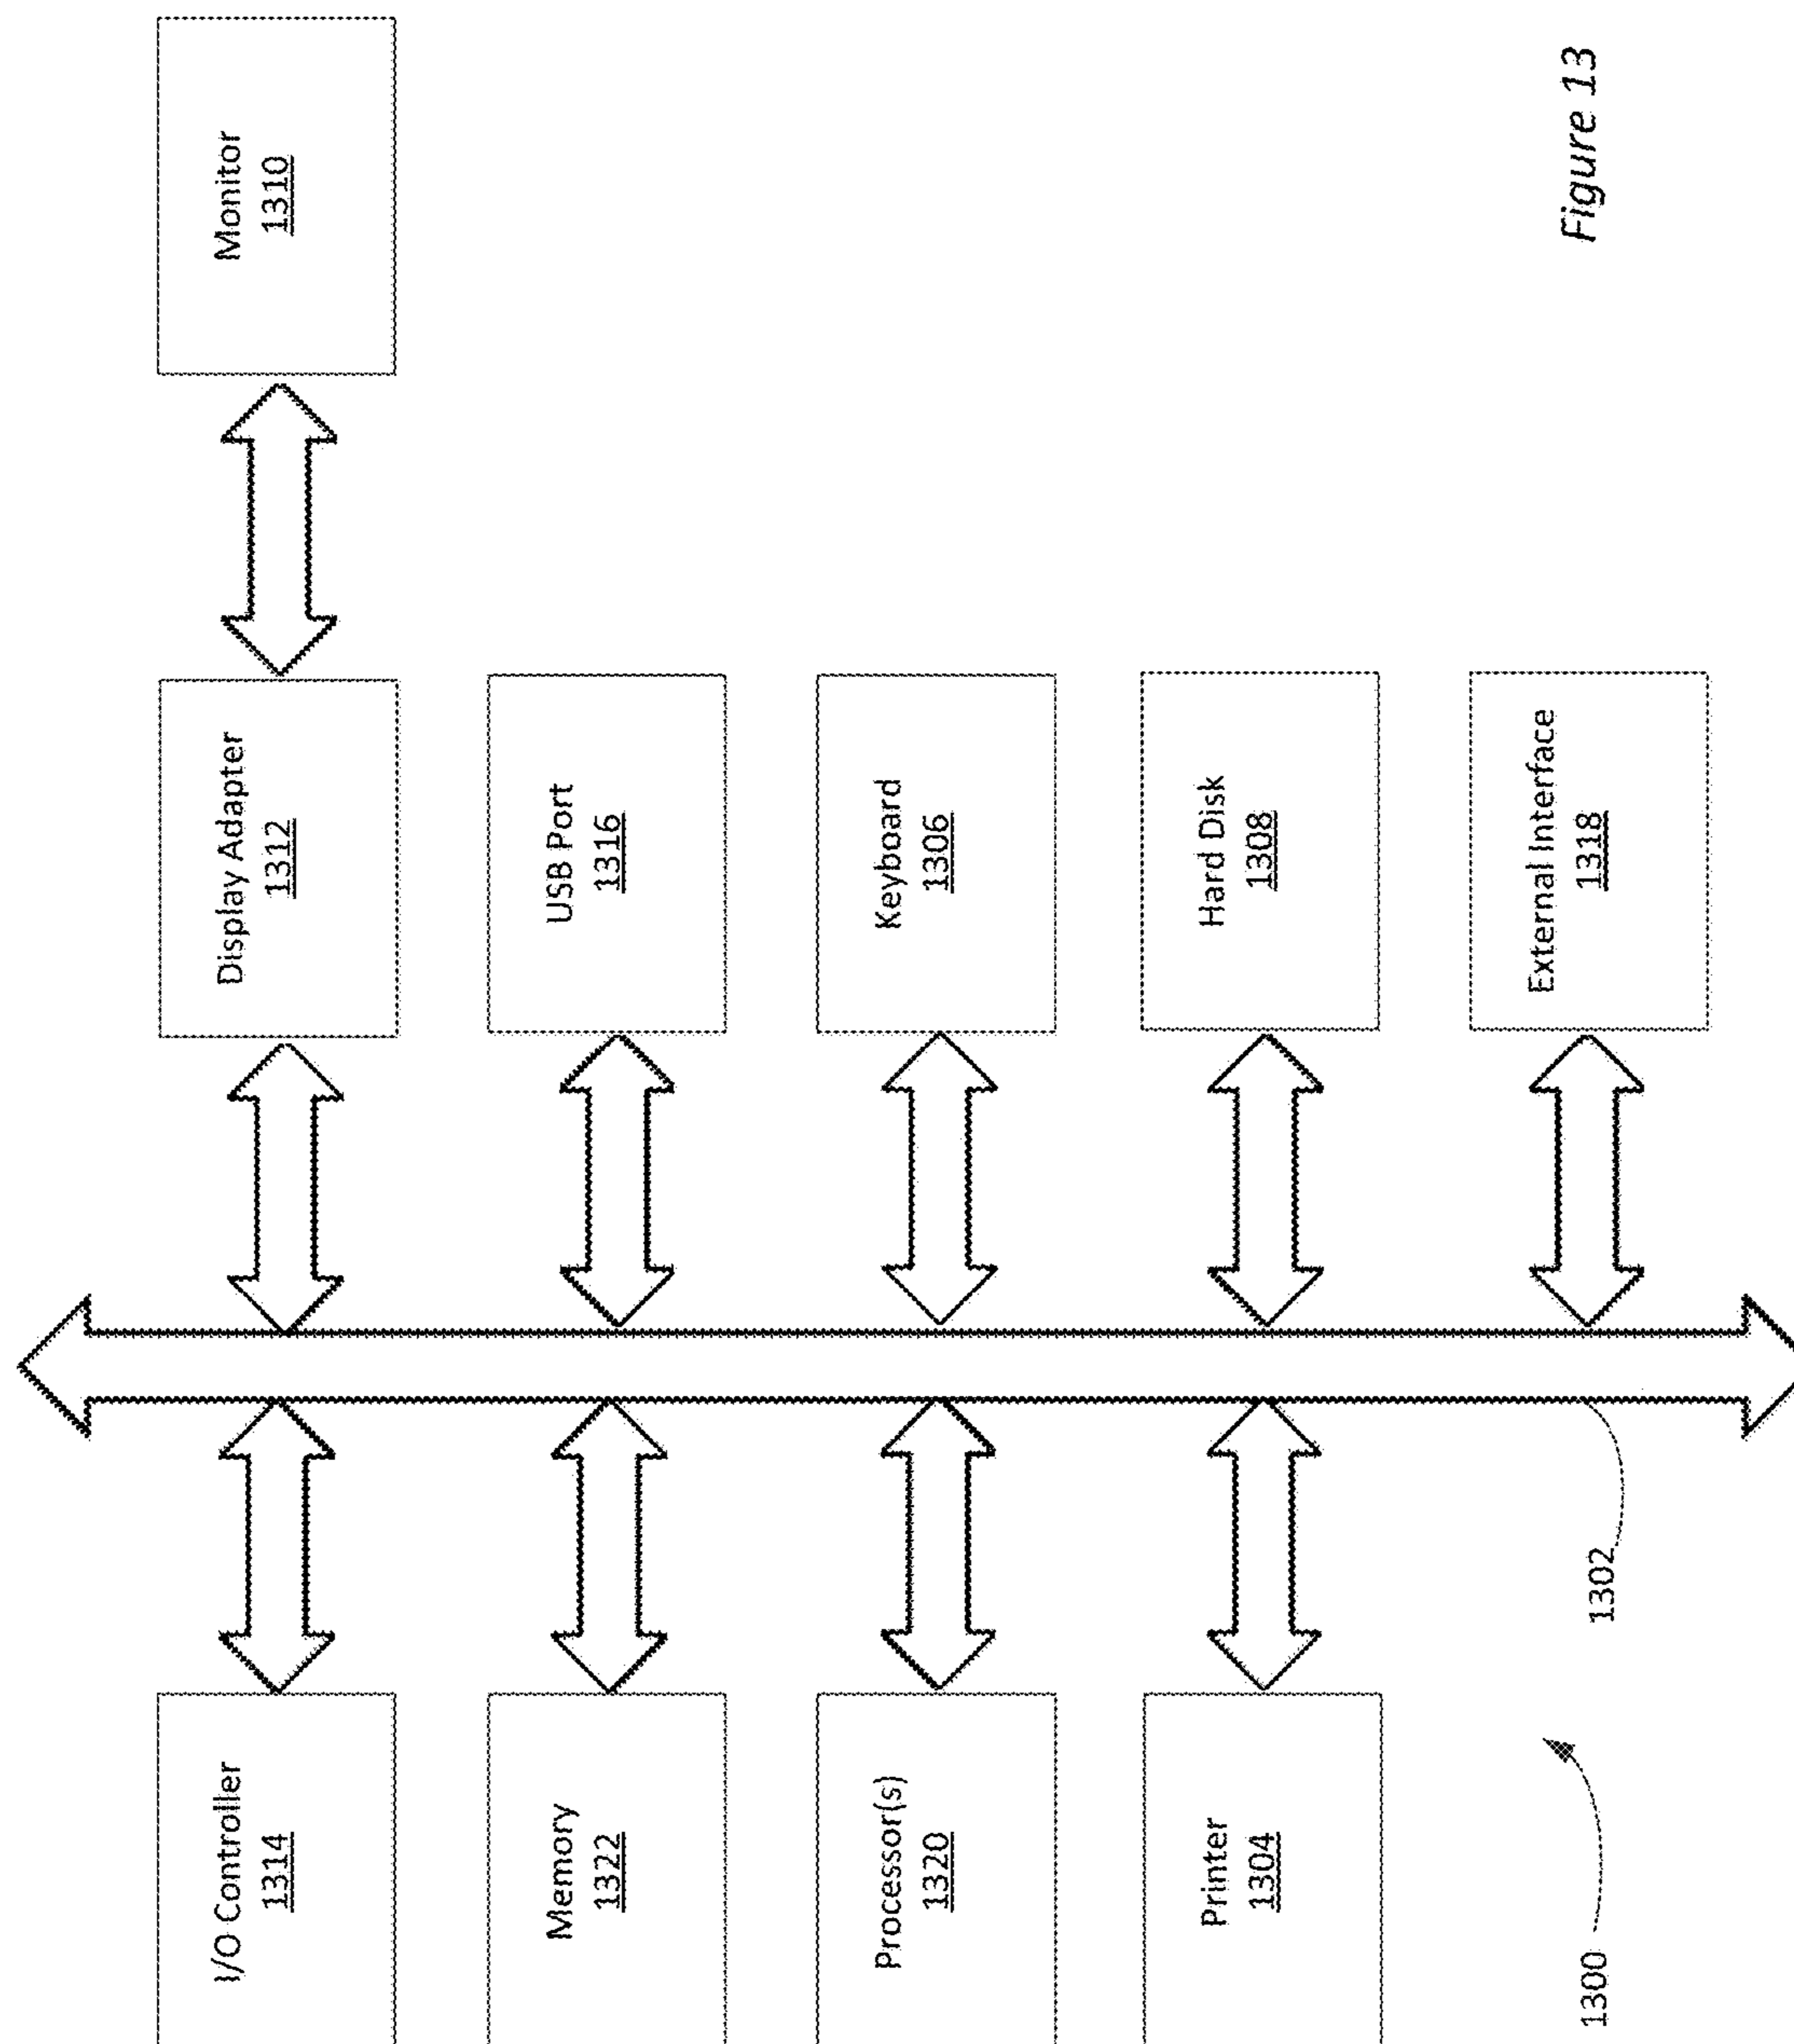 I/O Controller
1314
Display Adapter
1312
Monitor
1310
Memory
1322
USB Port
1316
Processor(s)
1320
Keyboard
1306
Printer
1304
Hard Disk
1308
External Interface
1318
1302
1300
Figure 13